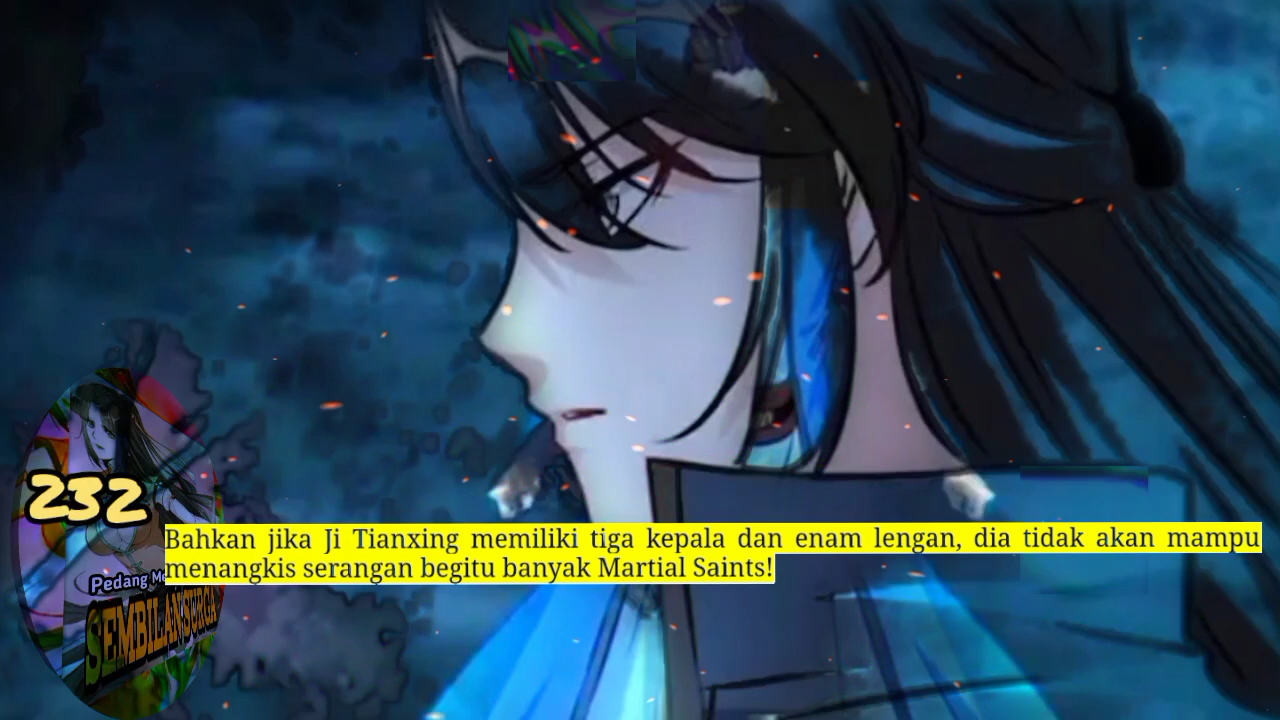 232
Bahkan jika Ji Tianxing memiliki tiga kepala dan enam lengan, dia tidak akan mampu
menangkis serangan begitu banyak Martial Saints!
Pedang
SEMBILAN SURGA